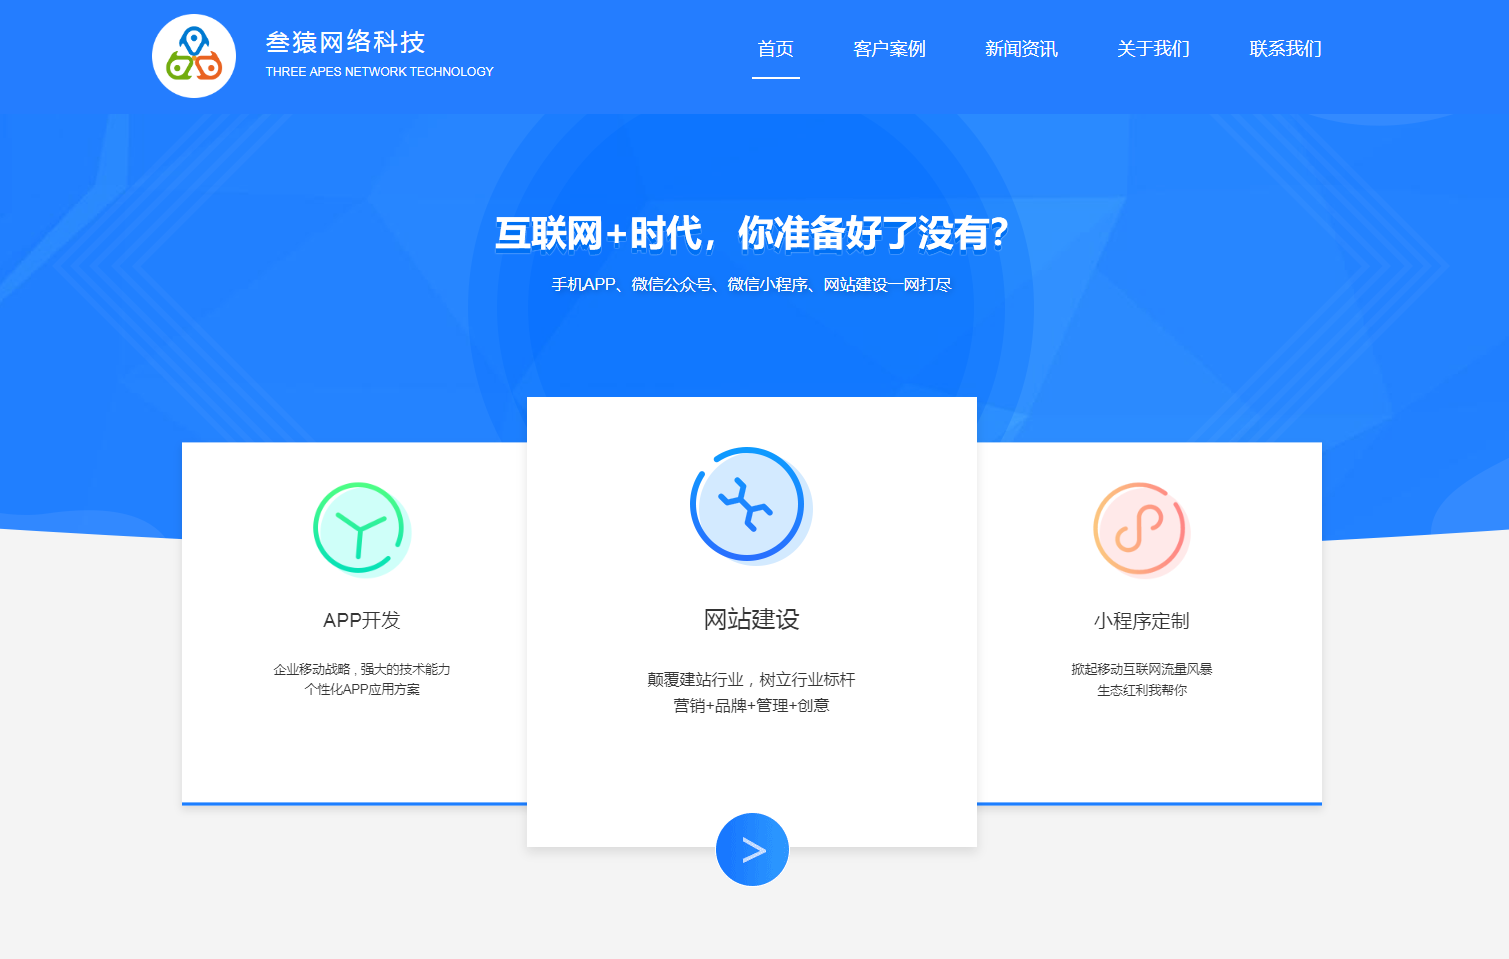 叁猿网络科技
THREE APES NETWORK TECHNOLOGY
首页
客户案例
新闻资讯
关于我们
联系我们
互联网+时代，你准备好了没有?
手机APP、微信公众号、微信小程序、网站建设一网打尽
APP开发
企业移动战略，强大的技术能力
个性化APP应用方案
网站建设
颠覆建站行业，树立行业标杆
营销+品牌+管理+创意
>
小程序定制
掀起移动互联网流量风暴
生态红利我帮你